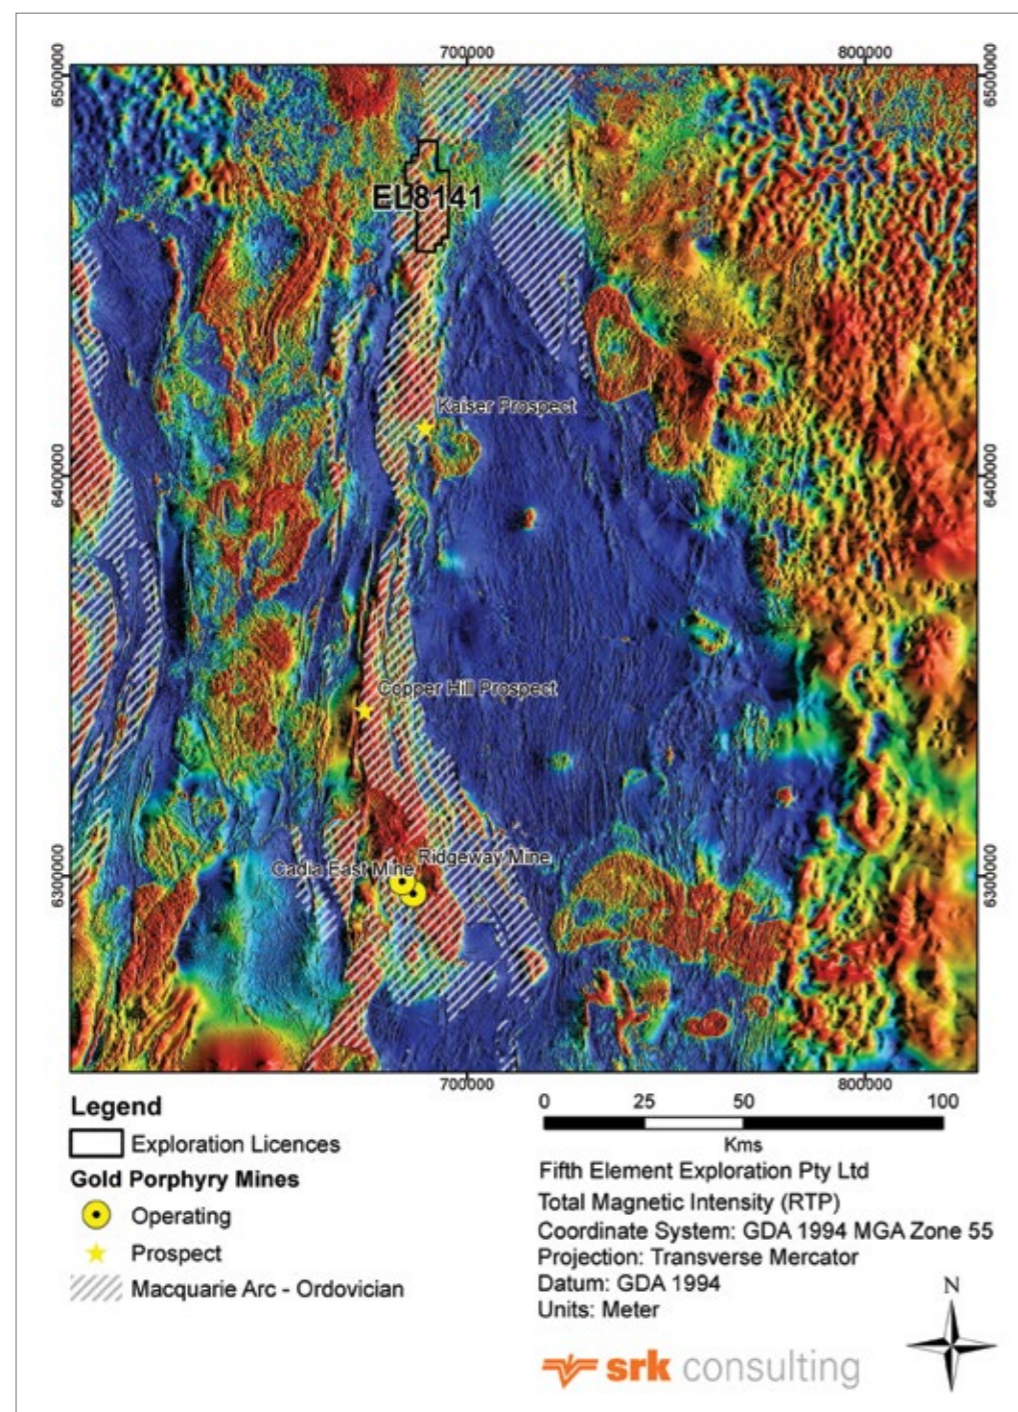 700000
800000
6500000
6500000
EL8141
Kaiser Prospect
6400000
6400000
Copper Hill Prospect
Ridgeway Mine
Cadia East Mine
6300000
6300000
700000
800000
Legend
Exploration Licences
Gold Porphyry Mines
Operating
Prospect
Macquarie Arc - Ordovician
0 25 50 100
Kms
Fifth Element Exploration Pty Ltd
Total Magnetic Intensity (RTP)
Coordinate System: GDA 1994 MGA Zone 55
Projection: Transverse Mercator
Datum: GDA 1994
Units: Meter
N
srk consulting